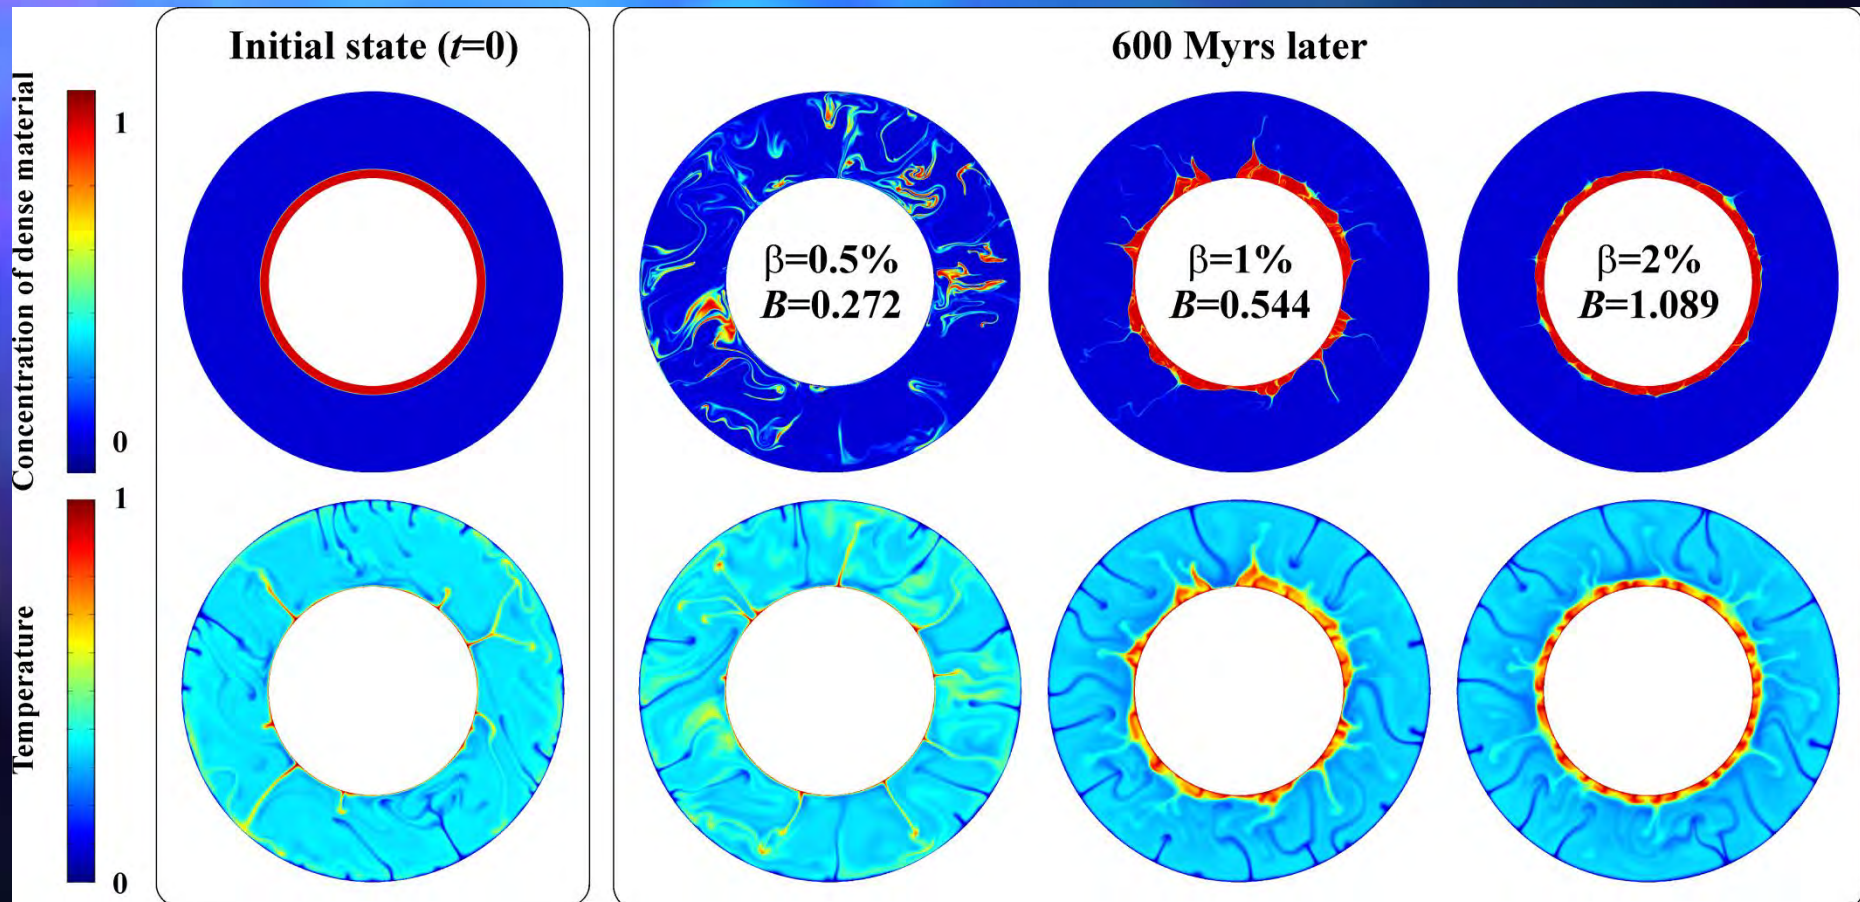 Initial state (t=0)
600 Myrs later
Concentration of dense material
1
0
β=0.5%
B=0.272
β=1%
B=0.544
β=2%
B=1.089
Temperature
1
0